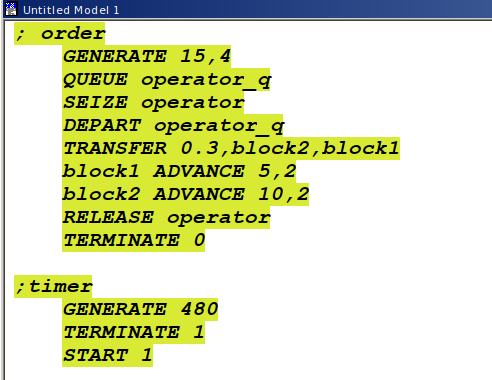 Untitled Model 1
; order
GENERATE 15,4
QUEUE operator_q
SEIZE operator
DEPART operator_q
TRANSFER 0.3,block2,block1
block1 ADVANCE 5,2
block2 ADVANCE 10,2
RELEASE operator
TERMINATE 0
;timer
GENERATE 480
TERMINATE 1
START 1